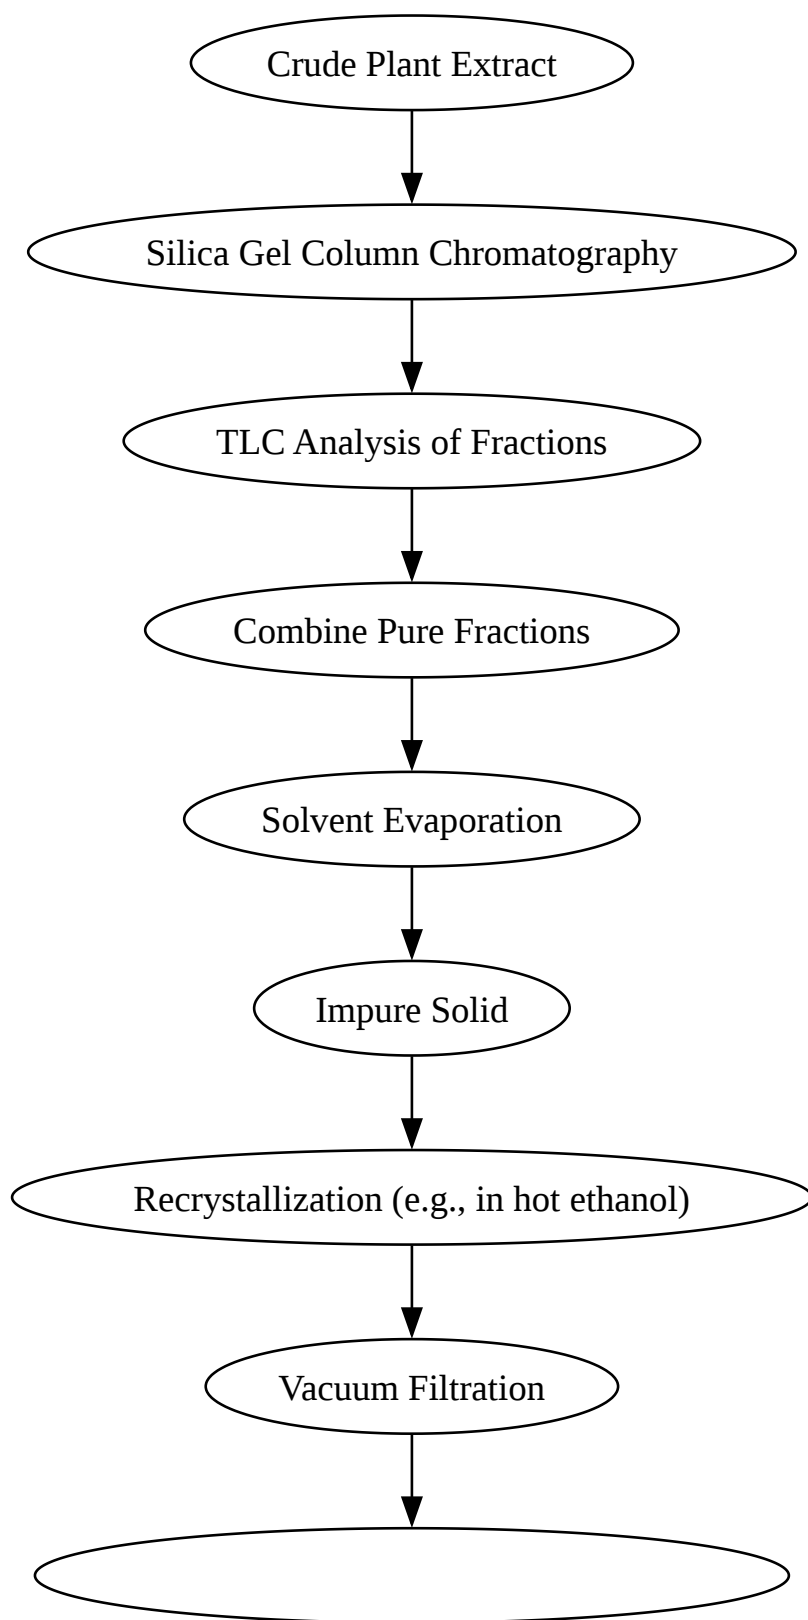 Crude Plant Extract
Silica Gel Column Chromatography
TLC Analysis of Fractions
Combine Pure Fractions
Solvent Evaporation
Impure Solid
Recrystallization (e.g., in hot ethanol)
Vacuum Filtration